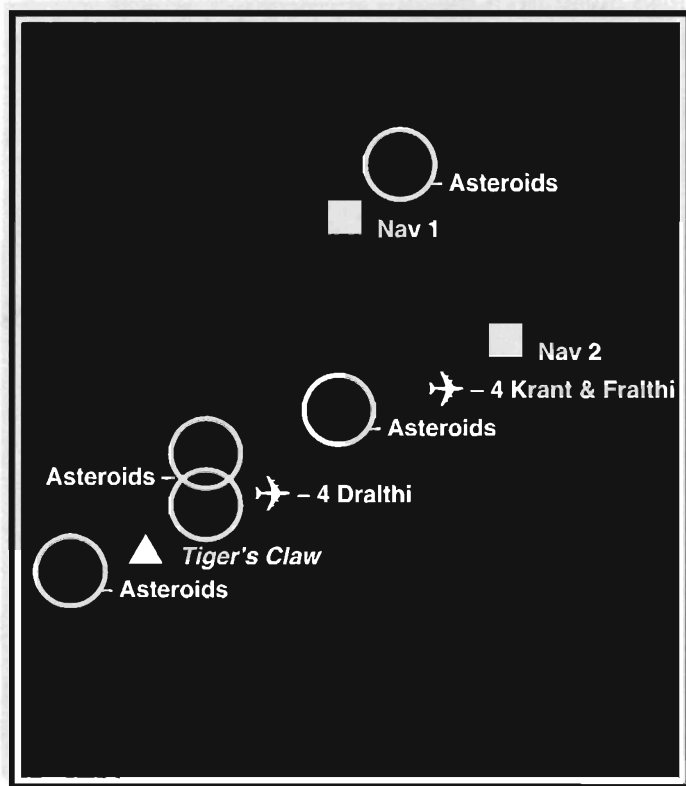 Asteroids
Nav 1
Nav 2
– 4 Krant & Fralthi
Asteroids
Asteroids
– 4 Dralthi
Tiger's Claw
Asteroids